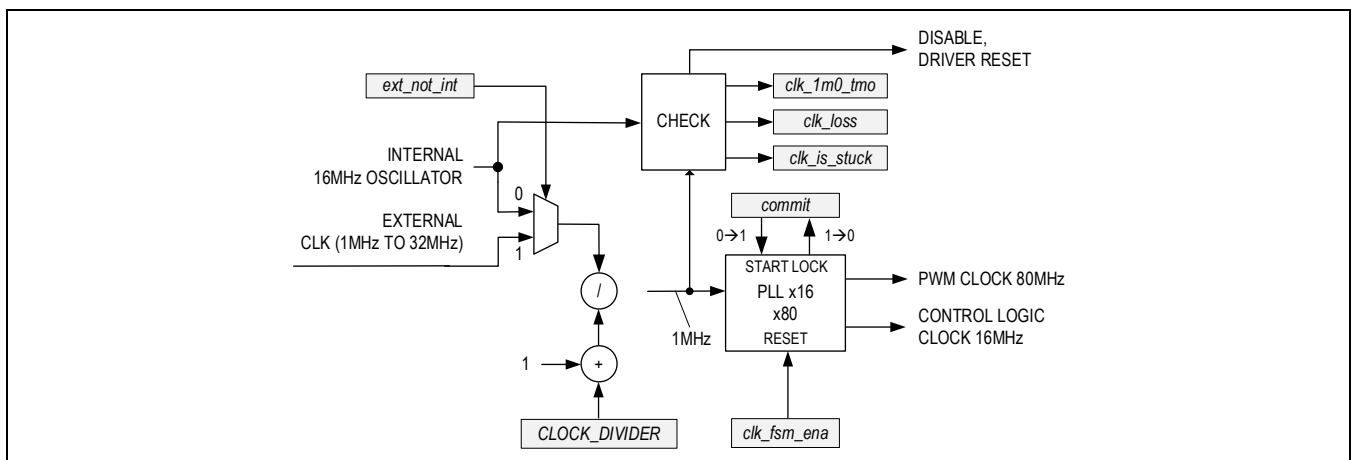 DISABLE,
DRIVER RESET
ext_not_int
clk_1m0_tmo
CHECK
clk_loss
clk_is_stuck
INTERNAL
16MHz OSCILLATOR
0
EXTERNAL
CLK (1MHz TO 32MHz)
1
commit
0→1
1→0
START LOCK
PLL x16
x80
RESET
PWM CLOCK 80MHz
CONTROL LOGIC
CLOCK 16MHz
1MHz
/
1
+
CLOCK_DIVIDER
clk_fsm_ena